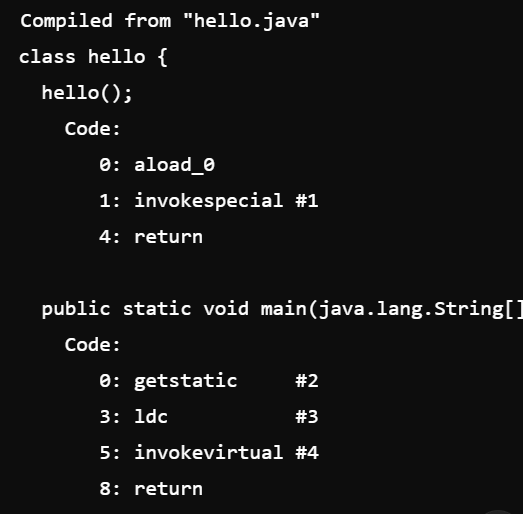 Compiled from "hello.java"
class hello {
  hello();
    Code:
       0: aload_0
       1: invokespecial #1
       4: return

  public static void main(java.lang.String[]
    Code:
       0: getstatic     #2
       3: ldc           #3
       5: invokevirtual #4
       8: return